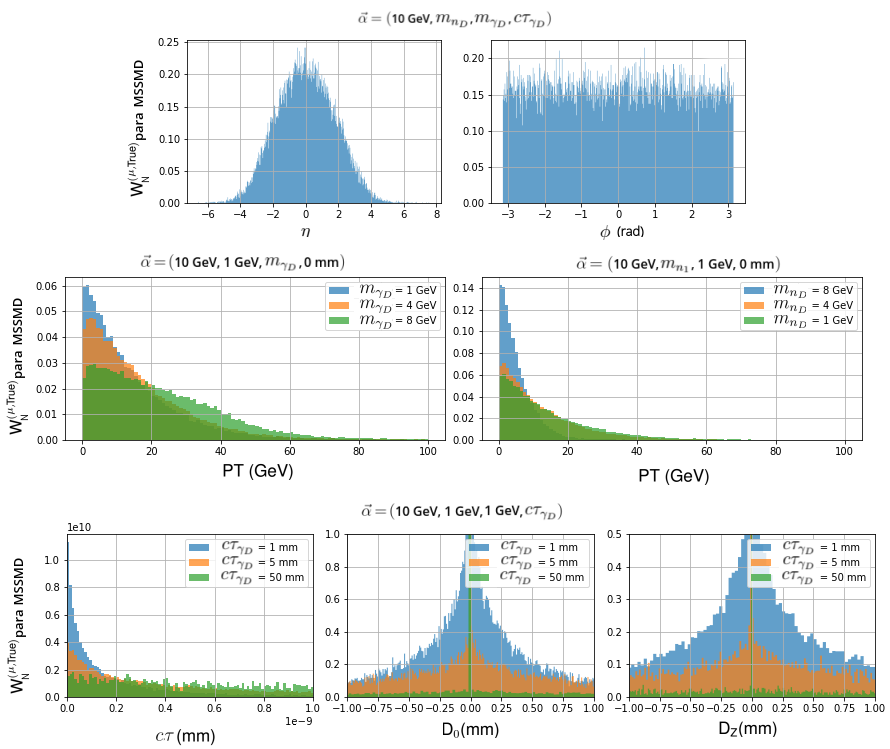 α⃗ = (10 GeV, m_{n_D}, m_{γ_D}, cτ_{γ_D})
W_N^{(μ,True)} para MSSMD
0.25
0.20
0.15
0.10
0.05
0.00
−6 −4 −2 0 2 4 6 8
η
0.20
0.15
0.10
0.05
0.00
−3 −2 −1 0 1 2 3
ϕ (rad)
α⃗ = (10 GeV, 1 GeV, m_{γ_D}, 0 mm)
W_N^{(μ,True)} para MSSMD
0.06
0.05
0.04
0.03
0.02
0.01
0.00
m_{γ_D} = 1 GeV
m_{γ_D} = 4 GeV
m_{γ_D} = 8 GeV
0 20 40 60 80 100
PT (GeV)
α⃗ = (10 GeV, m_{n_1}, 1 GeV, 0 mm)
0.14
0.12
0.10
0.08
0.06
0.04
0.02
0.00
m_{n_D} = 8 GeV
m_{n_D} = 4 GeV
m_{n_D} = 1 GeV
0 20 40 60 80 100
PT (GeV)
α⃗ = (10 GeV, 1 GeV, 1 GeV, cτ_{γ_D})
W_N^{(μ,True)} para MSSMD
1e10
1.0
0.8
0.6
0.4
0.2
0.0
cτ_{γ_D} = 1 mm
cτ_{γ_D} = 5 mm
cτ_{γ_D} = 50 mm
0.0 0.2 0.4 0.6 0.8 1.0
1e−9
cτ (mm)
1.0
0.8
0.6
0.4
0.2
0.0
cτ_{γ_D} = 1 mm
cτ_{γ_D} = 5 mm
cτ_{γ_D} = 50 mm
−1.00 −0.75 −0.50 −0.25 0.00 0.25 0.50 0.75 1.00
D_0(mm)
0.5
0.4
0.3
0.2
0.1
0.0
cτ_{γ_D} = 1 mm
cτ_{γ_D} = 5 mm
cτ_{γ_D} = 50 mm
−1.00 −0.75 −0.50 −0.25 0.00 0.25 0.50 0.75 1.00
D_Z(mm)